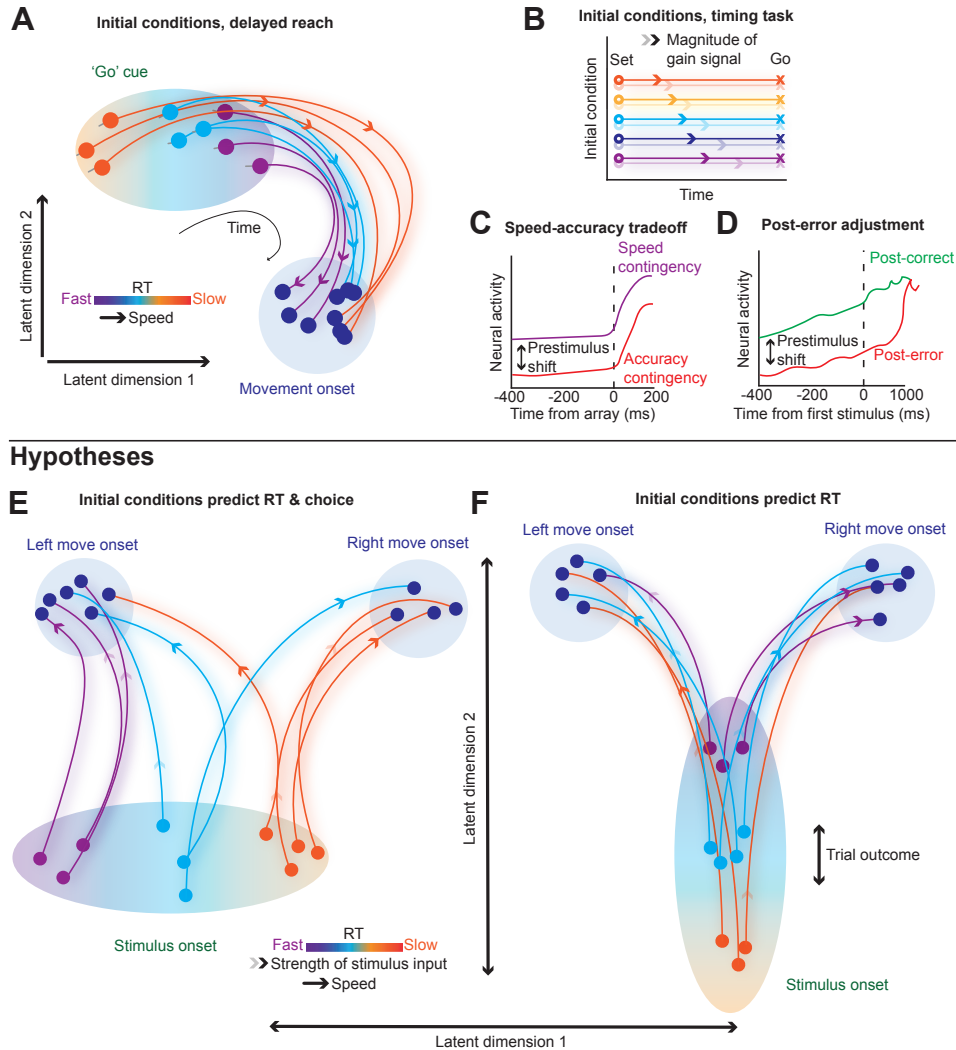 A
Initial conditions, delayed reach
'Go' cue
Time
Fast
RT
Slow
Speed
Latent dimension 2
Latent dimension 1
Movement onset
B
Initial conditions, timing task
Magnitude of
gain signal
Set
Go
Initial condition
Time
C
Speed-accuracy tradeoff
Speed
contingency
Neural activity
Prestimulus
shift
Accuracy
contingency
-400
-200
0
200
Time from array (ms)
D
Post-error adjustment
Post-correct
Neural activity
Prestimulus
shift
Post-error
-400
0
1000
Time from first stimulus (ms)
Hypotheses
E
Initial conditions predict RT & choice
Left move onset
Right move onset
Stimulus onset
RT
Fast
Slow
Strength of stimulus input
Speed
F
Initial conditions predict RT
Left move onset
Right move onset
Latent dimension 2
Trial outcome
Stimulus onset
Latent dimension 1